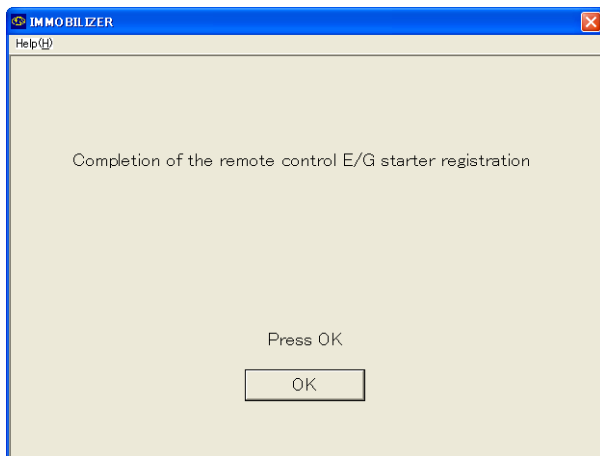 IMMOBILIZER
Help(H)
Completion of the remote control E/G starter registration
Press OK
OK